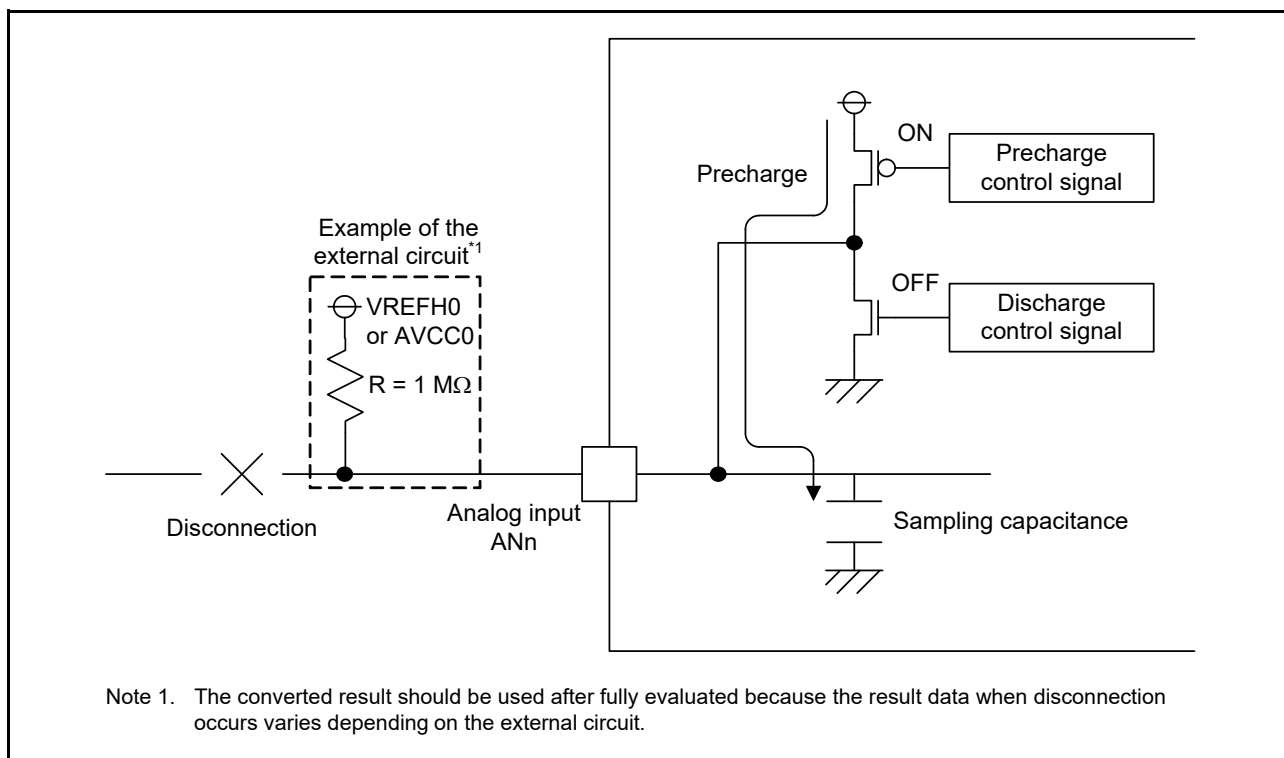 ON
Precharge
control signal
Precharge
Example of the
external circuit*1
VREFH0
or AVCC0
R = 1 MΩ
OFF
Discharge
control signal
Disconnection
Analog input
ANn
Sampling capacitance
Note 1. The converted result should be used after fully evaluated because the result data when disconnection
occurs varies depending on the external circuit.